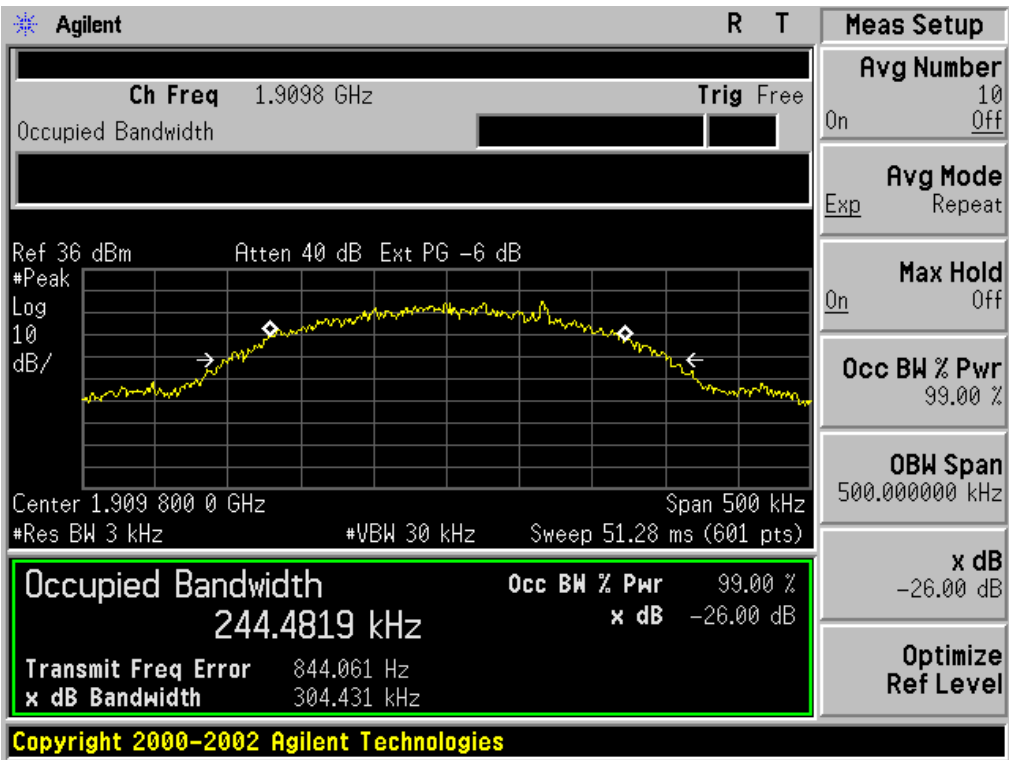 Agilent R T
Ch Freq 1.9098 GHz Trig Free
Occupied Bandwidth
Ref 36 dBm Atten 40 dB Ext PG -6 dB
#Peak
Log
10
dB/
Center 1.909 800 0 GHz Span 500 kHz
#Res BW 3 kHz #VBW 30 kHz Sweep 51.28 ms (601 pts)
Occupied Bandwidth Occ BW % Pwr 99.00 %
244.4819 kHz x dB -26.00 dB
Transmit Freq Error 844.061 Hz
x dB Bandwidth 304.431 kHz
Copyright 2000-2002 Agilent Technologies
Meas Setup
Avg Number
10
On Off
Avg Mode
Exp Repeat
Max Hold
On Off
Occ BW % Pwr
99.00 %
OBW Span
500.000000 kHz
x dB
-26.00 dB
Optimize
Ref Level